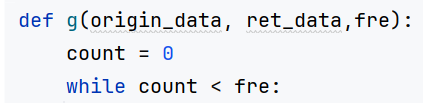 def g(origin_data, ret_data,fre):
    count = 0
    while count < fre: